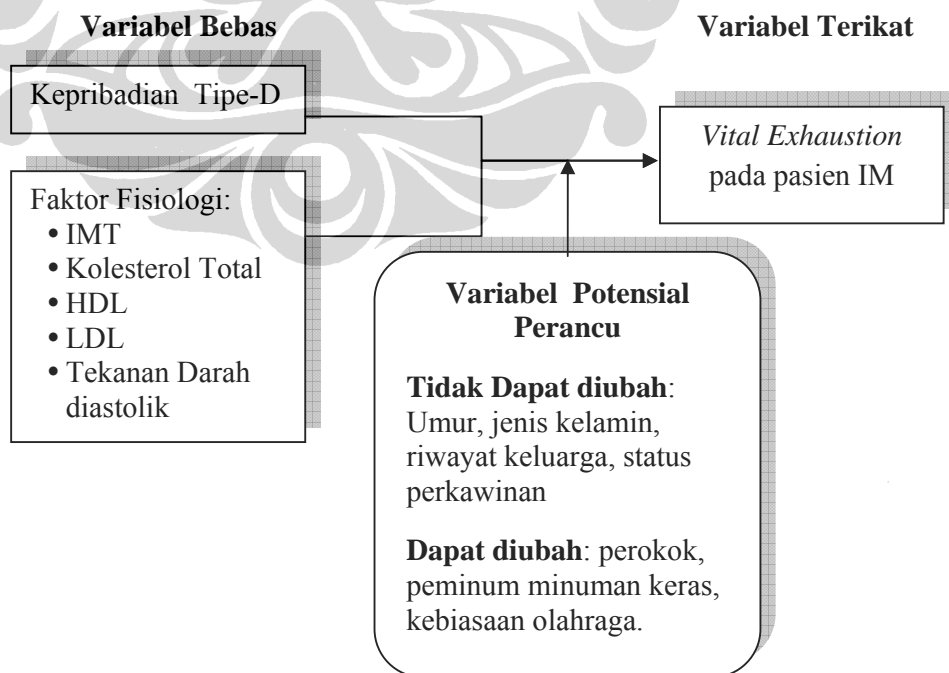 Variabel Bebas
Variabel Terikat
Kepribadian Tipe-D
Vital Exhaustion
pada pasien IM
Faktor Fisiologi:
• IMT
• Kolesterol Total
• HDL
• LDL
• Tekanan Darah
diastolik
Variabel Potensial
Perancu
Tidak Dapat diubah:
Umur, jenis kelamin,
riwayat keluarga, status
perkawinan
Dapat diubah: perokok,
peminum minuman keras,
kebiasaan olahraga.